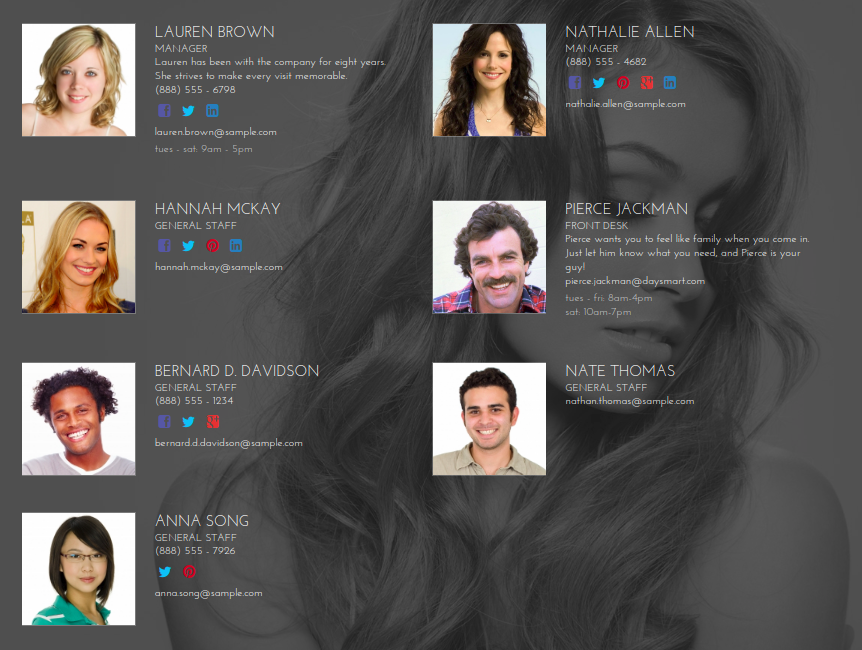 LAUREN BROWN
MANAGER
Lauren has been with the company for eight years.
She strives to make every visit memorable.
(888) 555 - 6798
lauren.brown@sample.com
tues - sat: 9am - 5pm
NATHALIE ALLEN
MANAGER
(888) 555 - 4682
nathalie.allen@sample.com
HANNAH MCKAY
GENERAL STAFF
hannah.mckay@sample.com
PIERCE JACKMAN
FRONT DESK
Pierce wants you to feel like family when you come in.
Just let him know what you need, and Pierce is your
guy!
pierce.jackman@daysmart.com
tues - fri: 8am-4pm
sat: 10am-7pm
BERNARD D. DAVIDSON
GENERAL STAFF
(888) 555 - 1234
bernard.d.davidson@sample.com
NATE THOMAS
GENERAL STAFF
nathan.thomas@sample.com
ANNA SONG
GENERAL STAFF
(888) 555 - 7926
anna.song@sample.com